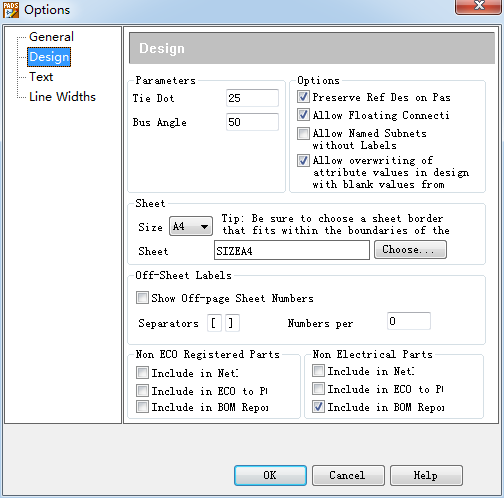 PADS
Options
General
Design
Text
Line Widths
Design
Parameters
Tie Dot 25
Bus Angle 50
Options
Preserve Ref Des on Pas
Allow Floating Connecti
Allow Named Subnets
without Labels
Allow overwriting of
attribute values in design
with blank values from
Sheet
Size A4
Tip: Be sure to choose a sheet border
that fits within the boundaries of the
Sheet SIZEA4 Choose...
Off-Sheet Labels
Show Off-page Sheet Numbers
Separators [ ] Numbers per 0
Non ECO Registered Parts
Include in Net
Include in ECO to P
Include in BOM Repor
Non Electrical Parts
Include in Net
Include in ECO to P
Include in BOM Repor
OK Cancel Help